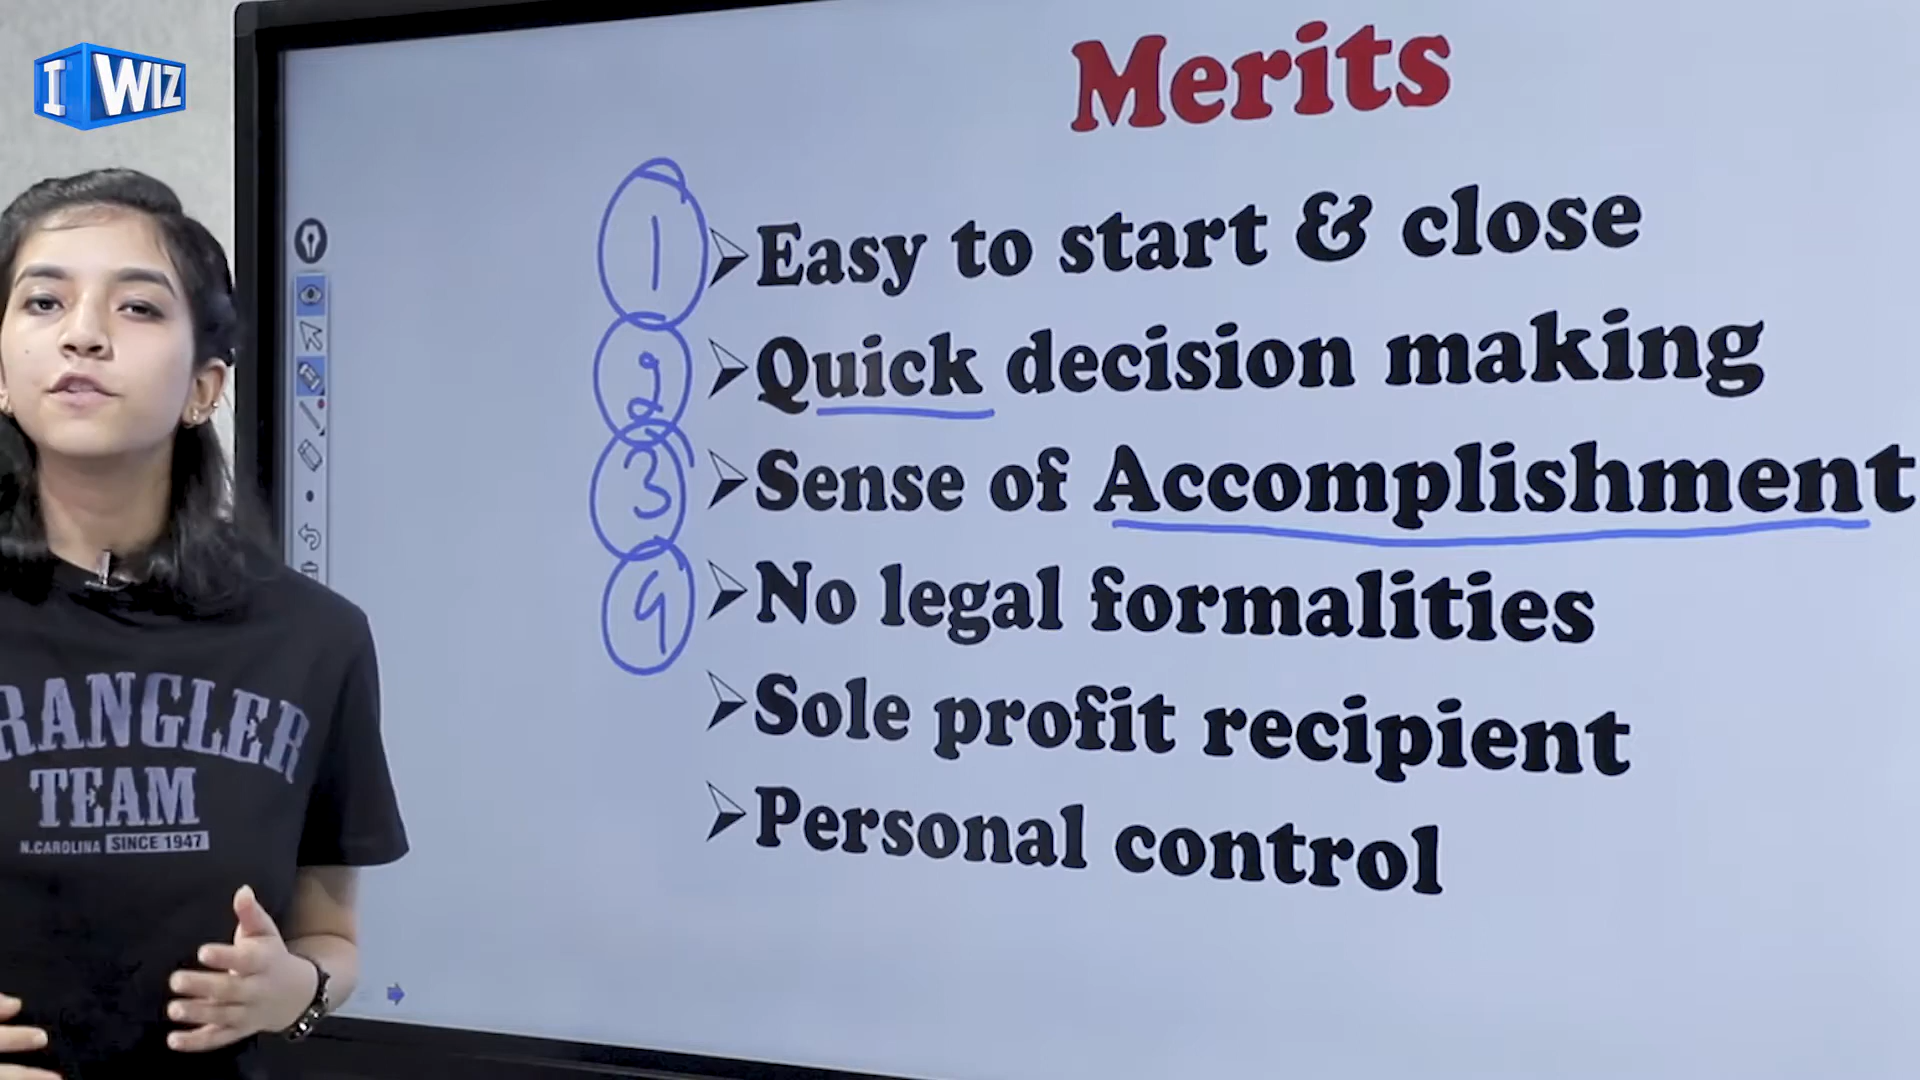 I WIZ
Merits
1 ➢Easy to start & close
2 ➢Quick decision making
3 ➢Sense of Accomplishment
4 ➢No legal formalities
➢Sole profit recipient
➢Personal control
RANGLER
TEAM
N.CAROLINA SINCE 1947